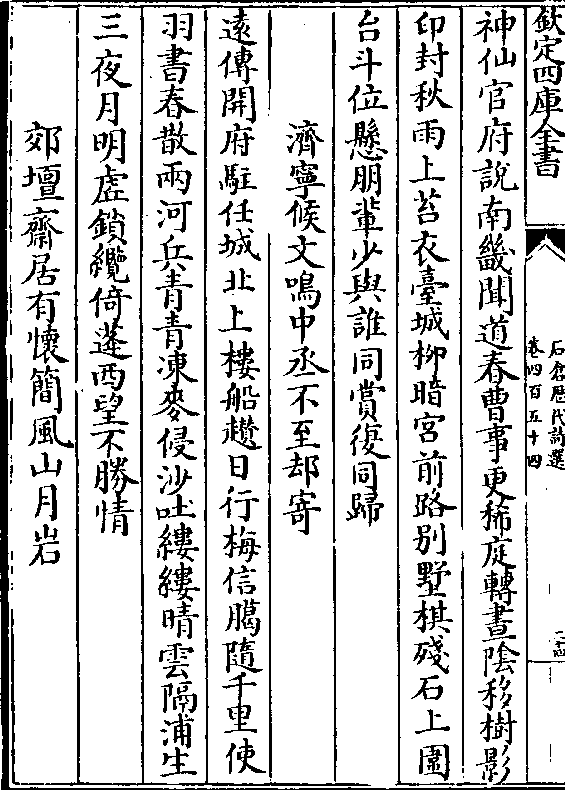 欽定四庫全書
石倉歷代詩選
卷四百五十四
二十四
神仙官府說南畿聞道春曹事更稀庭轉晝陰移樹影
印封秋雨上苔衣臺城柳暗宮前路別墅棋殘石上圍
台斗位懸朋輩少與誰同賞復同歸
濟寧候文鳴中丞不至却寄
逺傳開府駐任城北上樓船趲日行梅信臈隨千里使
羽書春散兩河兵青青凍麥侵沙吐縷縷晴雲隔浦生
三夜月明虛鎖纜倚蓬西望不勝情
郊壇齋居有懷簡風山月岩